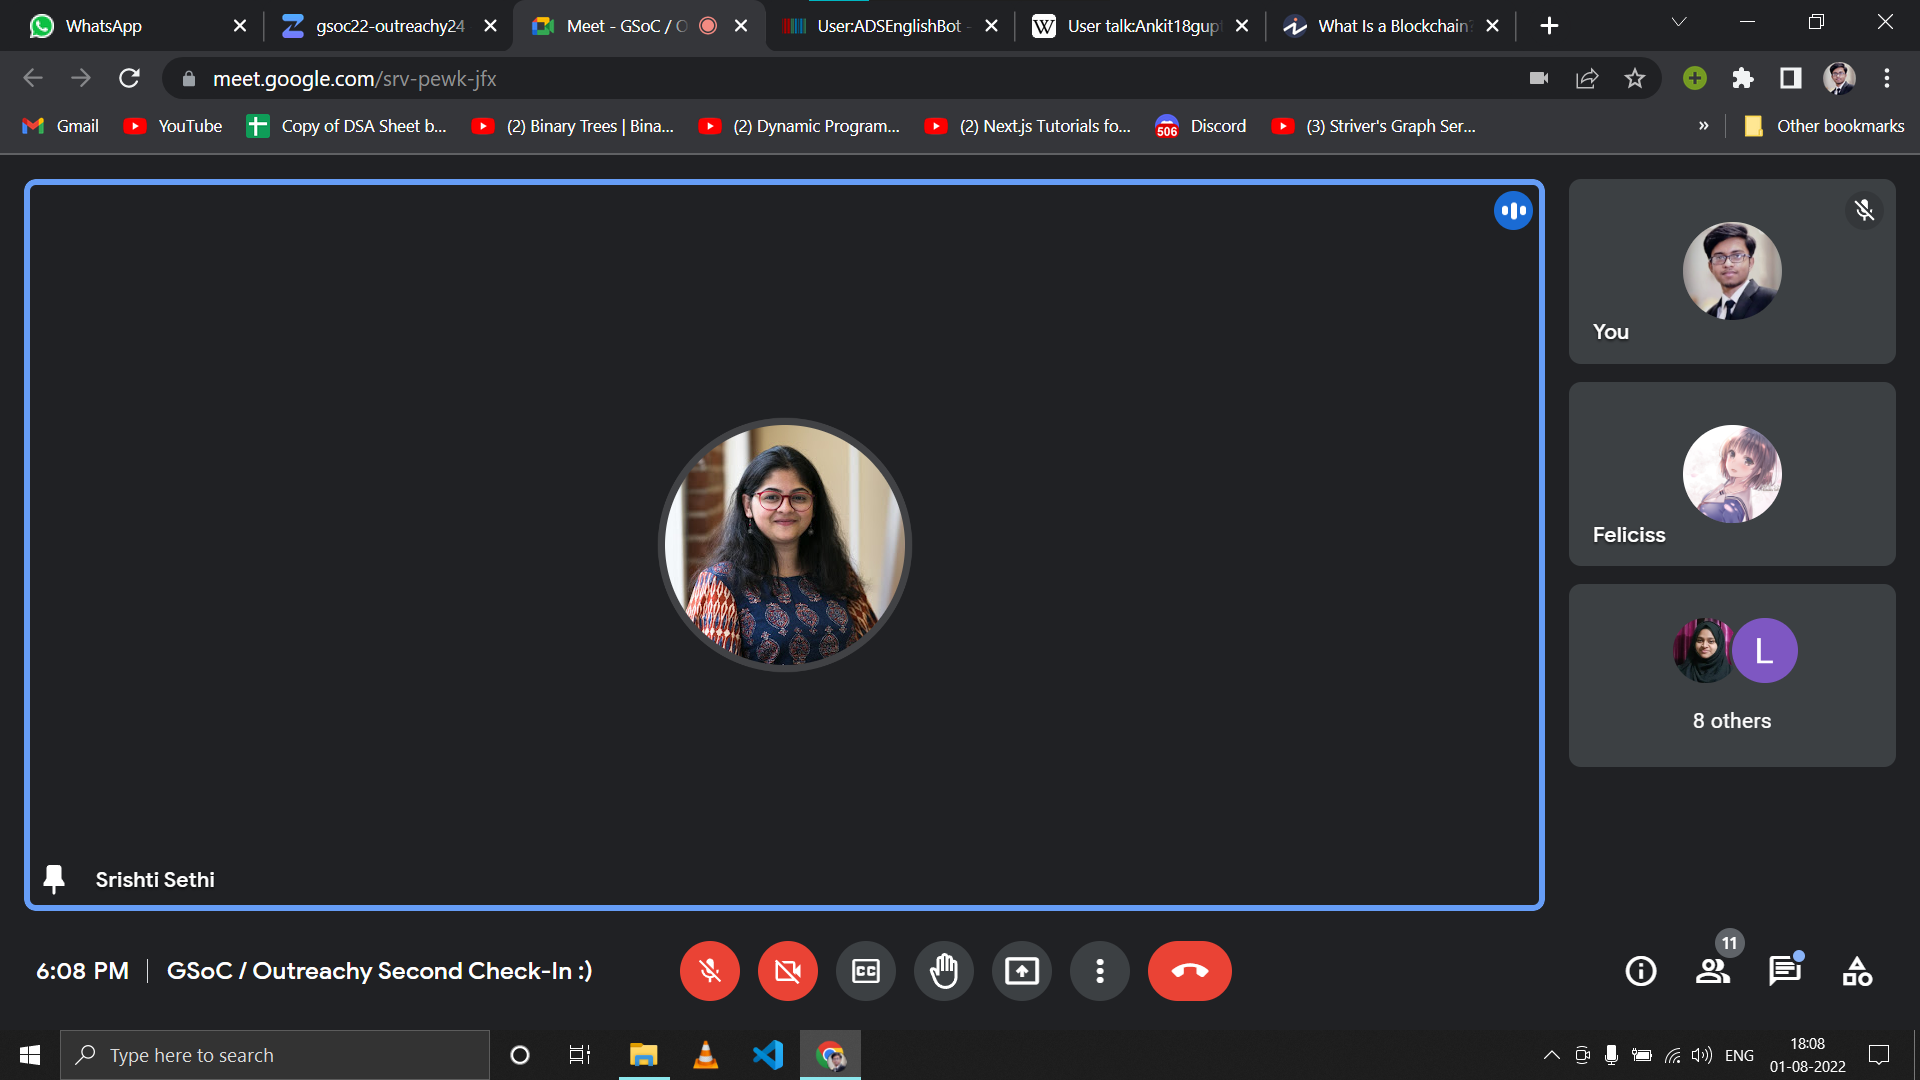 WhatsApp
gsoc22-outreachy24
Meet - GSoC / O
User:ADSEnglishBot -
User talk:Ankit18gupt
What Is a Blockchain?
meet.google.com/srv-pewk-jfx
Gmail
YouTube
Copy of DSA Sheet b...
(2) Binary Trees | Bina...
(2) Dynamic Program...
(2) Next.js Tutorials fo...
506
Discord
(3) Striver's Graph Ser...
»
Other bookmarks
You
Feliciss
L
8 others
Srishti Sethi
6:08 PM | GSoC / Outreachy Second Check-In :)
CC
11
Type here to search
ENG
18:08
01-08-2022